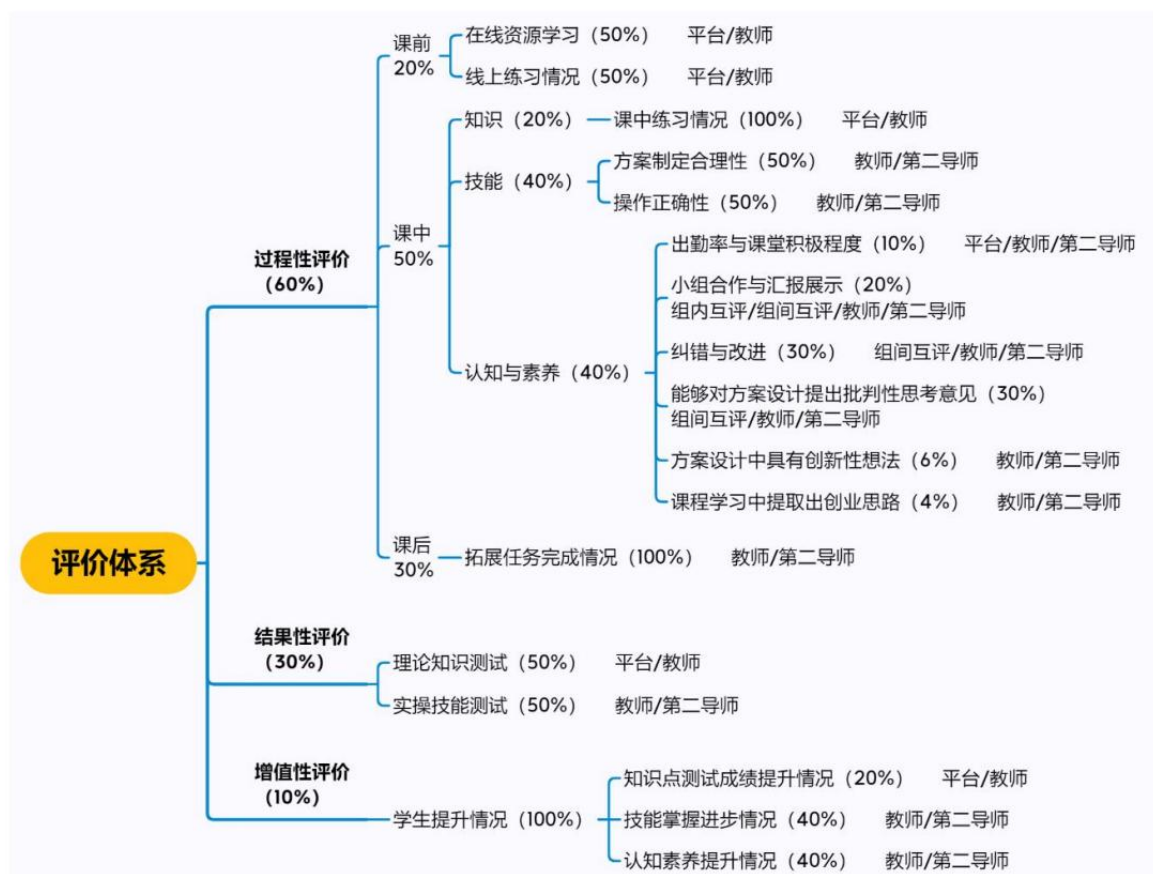 评价体系
过程性评价
(60%)
课前
20%
在线资源学习(50%) 平台/教师
线上练习情况(50%) 平台/教师
课中
50%
知识(20%)
课中练习情况(100%) 平台/教师
技能(40%)
方案制定合理性(50%) 教师/第二导师
操作正确性(50%) 教师/第二导师
认知与素养(40%)
出勤率与课堂积极程度(10%) 平台/教师/第二导师
小组合作与汇报展示(20%)
组内互评/组间互评/教师/第二导师
纠错与改进(30%) 组间互评/教师/第二导师
能够对方案设计提出批判性思考意见(30%)
组间互评/教师/第二导师
方案设计中具有创新性想法(6%) 教师/第二导师
课程学习中提取出创业思路(4%) 教师/第二导师
课后
30%
拓展任务完成情况(100%) 教师/第二导师
结果性评价
(30%)
理论知识测试(50%) 平台/教师
实操技能测试(50%) 教师/第二导师
增值性评价
(10%)
学生提升情况(100%)
知识点测试成绩提升情况(20%) 平台/教师
技能掌握进步情况(40%) 教师/第二导师
认知素养提升情况(40%) 教师/第二导师